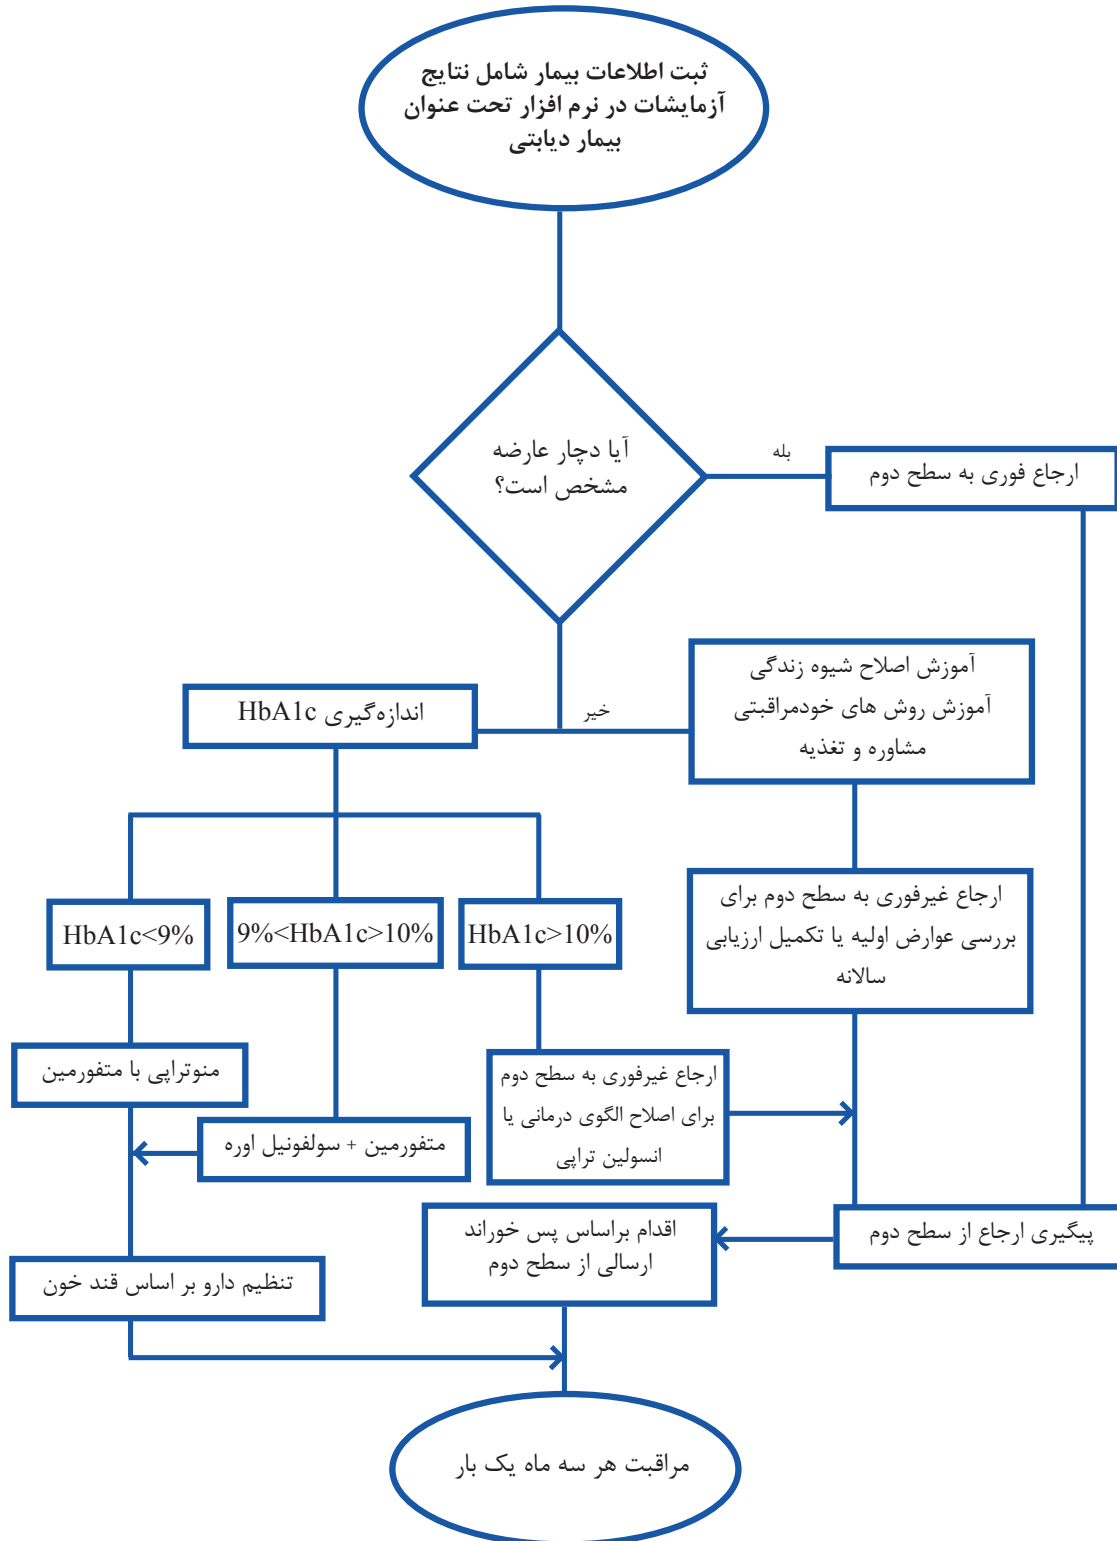 ثبت اطلاعات بیمار شامل نتایج
آزمایشات در نرم افزار تحت عنوان
بیمار دیابتی
آیا دچار عارضه
مشخص است؟
بله
ارجاع فوری به سطح دوم
خیر
آموزش اصلاح شیوه زندگی
آموزش روش های خودمراقبتی
مشاوره و تغذیه
اندازه‌گیری HbA1c
ارجاع غیرفوری به سطح دوم برای
بررسی عوارض اولیه یا تکمیل ارزیابی
سالانه
HbA1c>10%
9%<HbA1c>10%
HbA1c<9%
ارجاع غیرفوری به سطح دوم
برای اصلاح الگوی درمانی یا
انسولین تراپی
منوتراپی با متفورمین
متفورمین + سولفونیل اوره
پیگیری ارجاع از سطح دوم
اقدام براساس پس خوراند
ارسالی از سطح دوم
تنظیم دارو بر اساس قند خون
مراقبت هر سه ماه یک بار